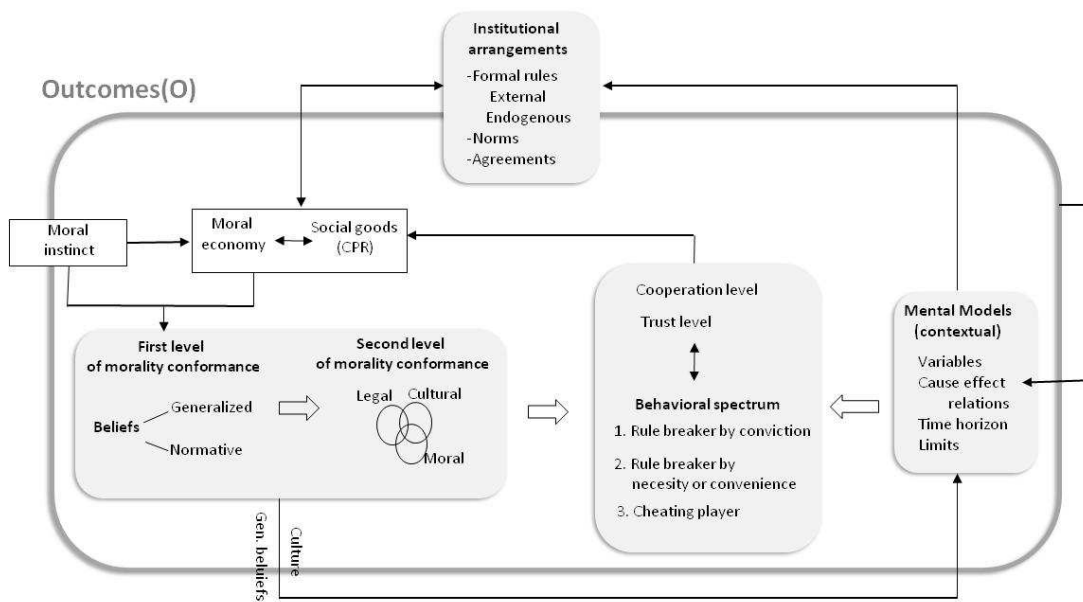 Institutional
arrangements
-Formal rules
External
Endogenous
-Norms
-Agreements
Outcomes(O)
Moral
instinct
Moral
economy
Social goods
(CPR)
First level
of morality conformance
Beliefs
Generalized
Normative
Second level
of morality conformance
Legal
Cultural
Moral
Cooperation level
Trust level
Behavioral spectrum
1. Rule breaker by conviction
2. Rule breaker by
necesity or convenience
3. Cheating player
Mental Models
(contextual)
Variables
Cause effect
relations
Time horizon
Limits
Gen. beluiefs
Culture